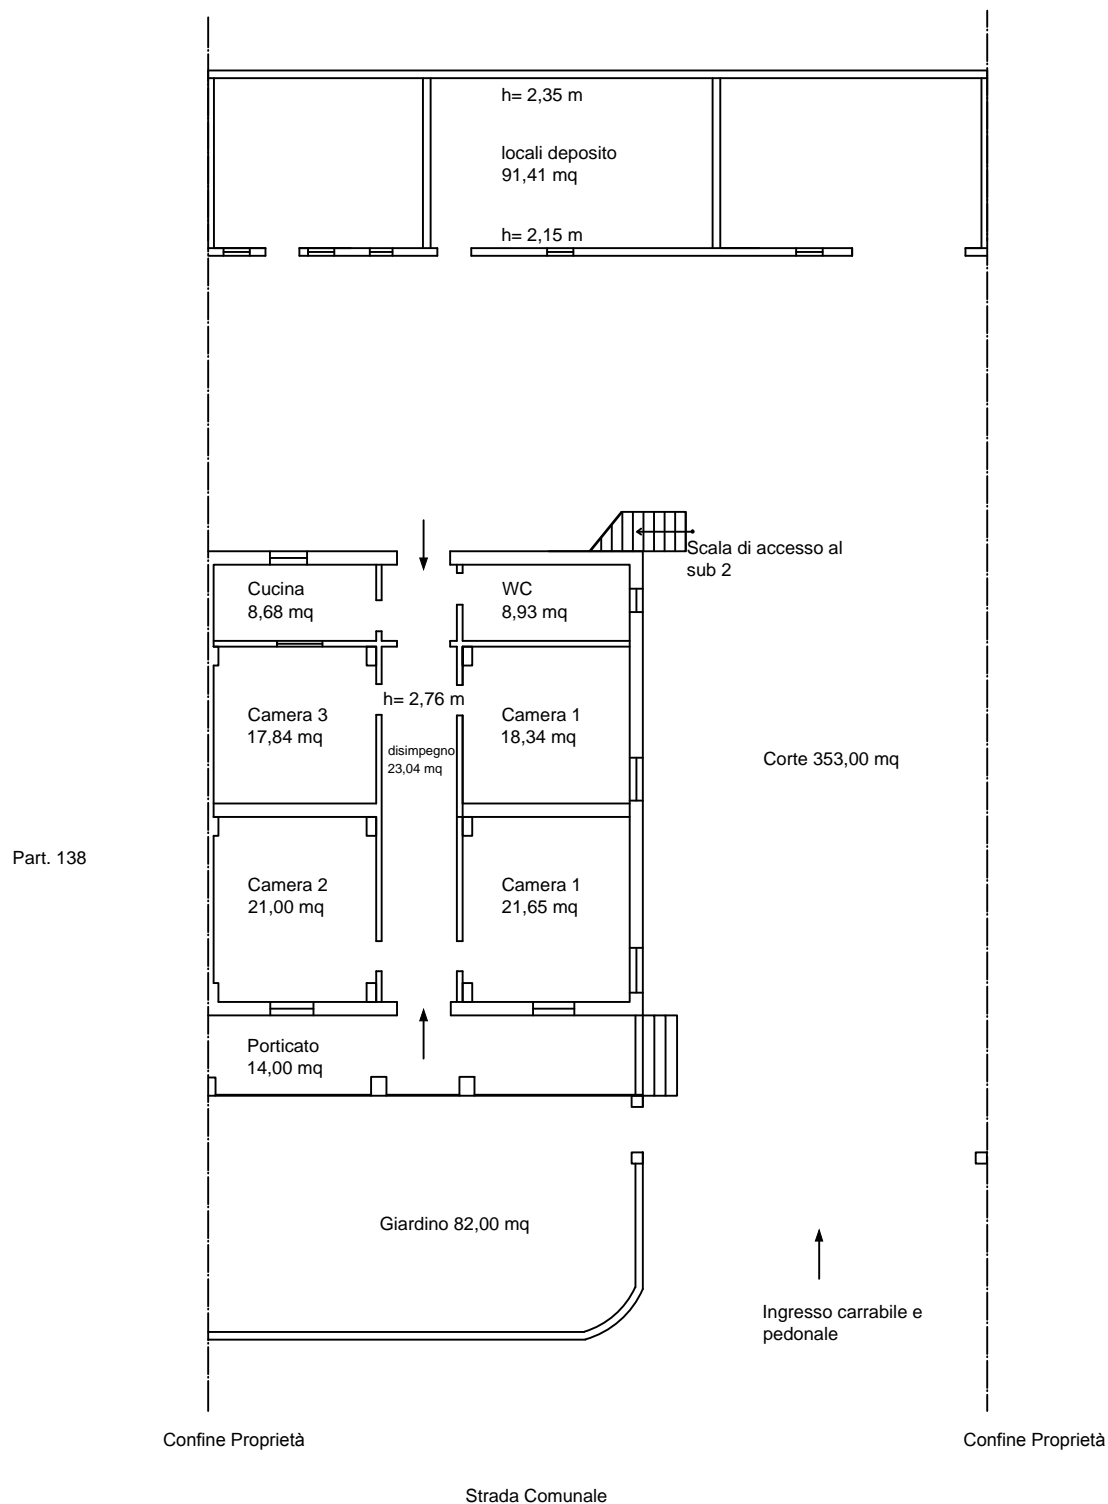 h= 2,35 m
locali deposito
91,41 mq
h= 2,15 m
Scala di accesso al
sub 2
Cucina
8,68 mq
WC
8,93 mq
h= 2,76 m
Camera 3
17,84 mq
disimpegno
23,04 mq
Camera 1
18,34 mq
Corte 353,00 mq
Part. 138
Camera 2
21,00 mq
Camera 1
21,65 mq
Porticato
14,00 mq
Giardino 82,00 mq
Ingresso carrabile e
pedonale
Confine Proprietà
Confine Proprietà
Strada Comunale